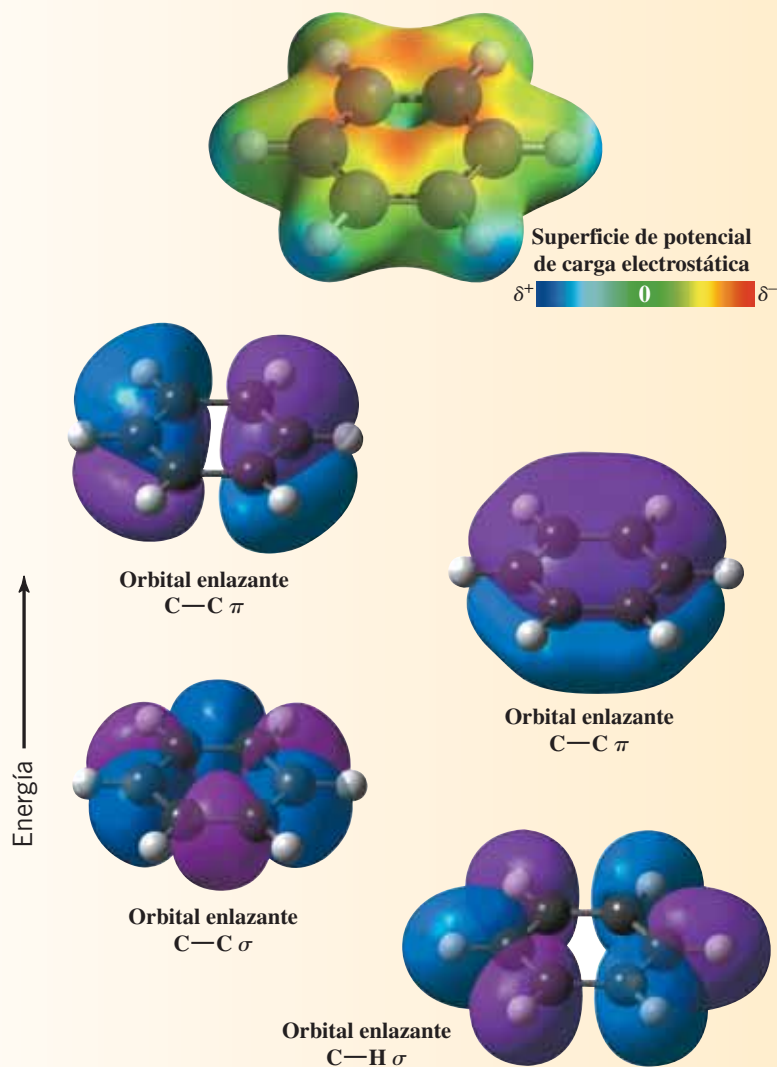 Superficie de potencial
de carga electrostática
δ+ 0 δ−
Orbital enlazante
C—C π
Orbital enlazante
C—C π
Energía
Orbital enlazante
C—C σ
Orbital enlazante
C—H σ